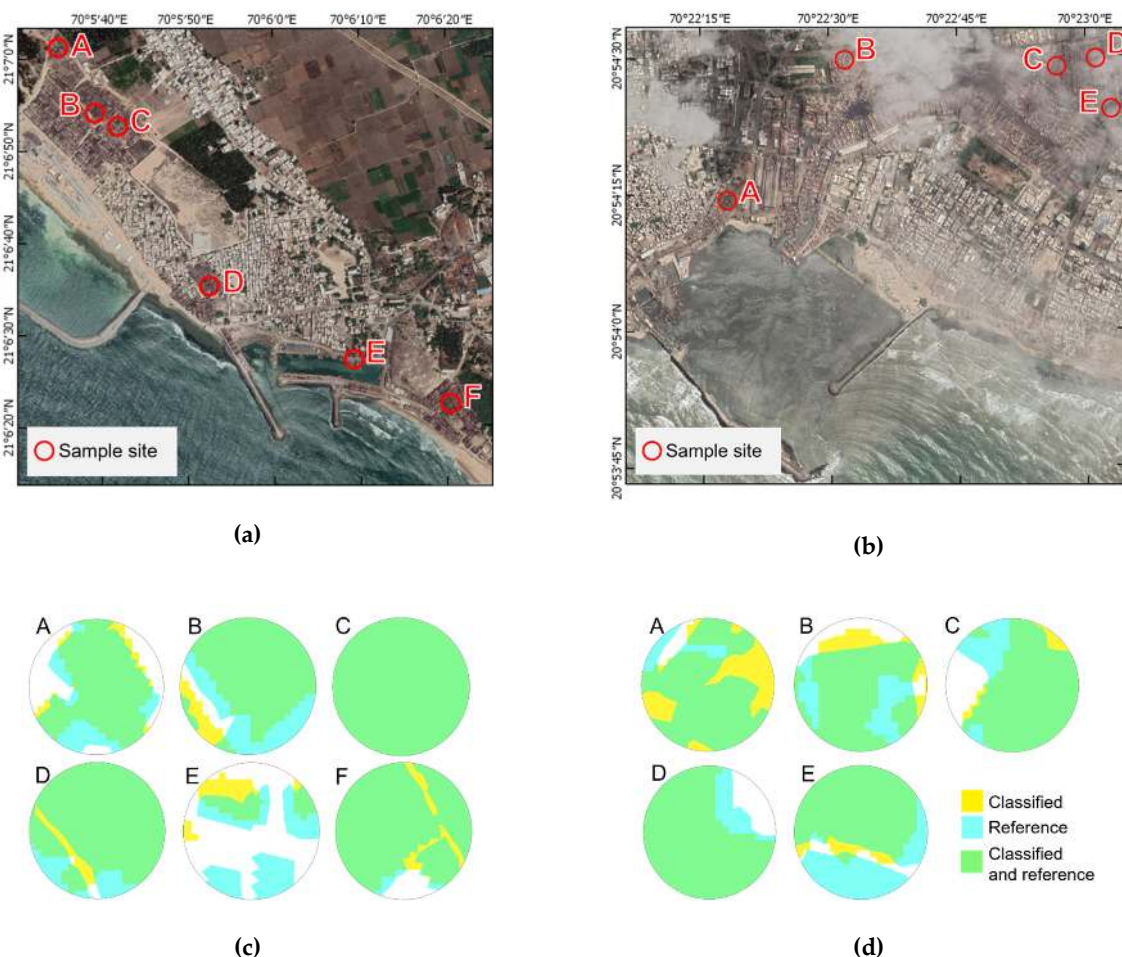 70°5'40"E 70°5'50"E 70°6'0"E 70°6'10"E 70°6'20"E
21°7'0"N
21°6'50"N
21°6'40"N
21°6'30"N
21°6'20"N
A
B
C
D
E
F
Sample site
(a)
70°22'15"E 70°22'30"E 70°22'45"E 70°23'0"E
20°54'30"N
20°54'15"N
20°54'0"N
20°53'45"N
B
C
D
E
A
Sample site
(b)
A B C
D E F
(c)
A B C
D E
Classified
Reference
Classified
and reference
(d)